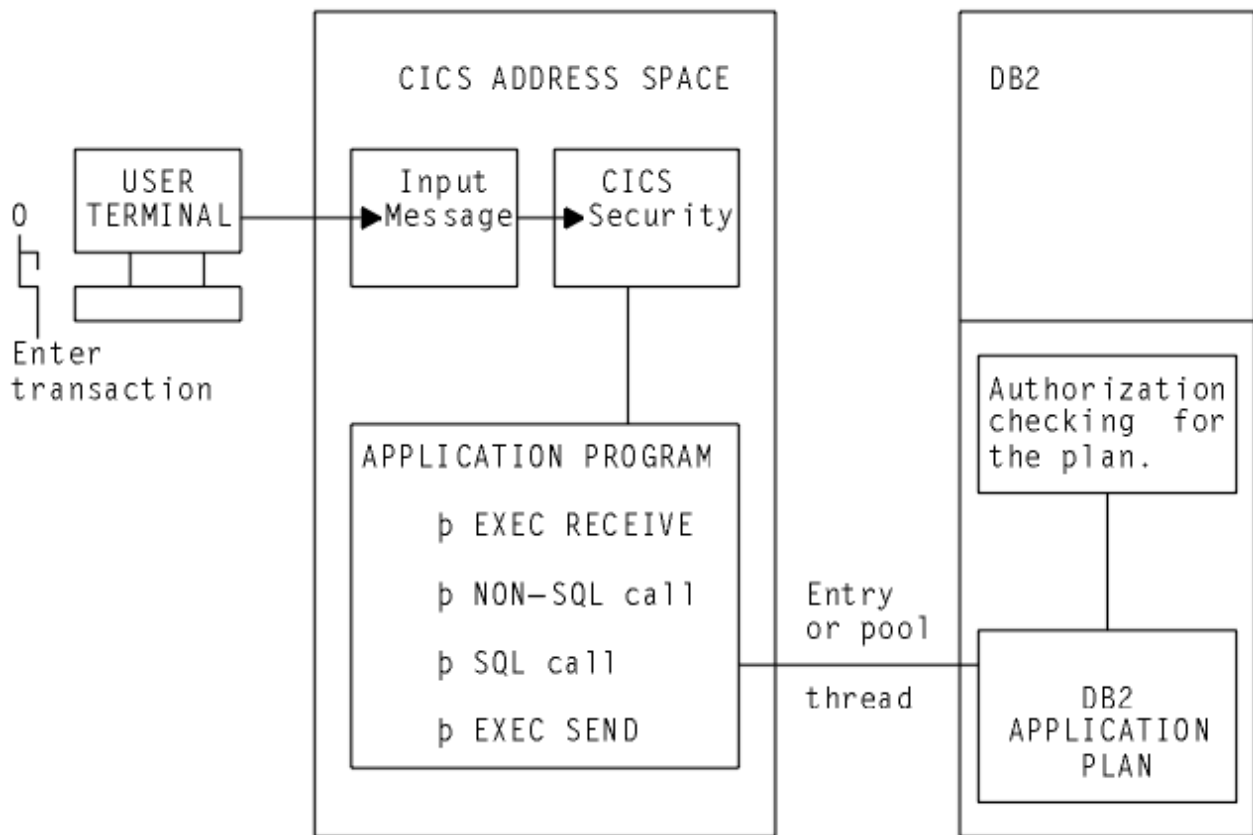 CICS ADDRESS SPACE
DB2
USER
TERMINAL
Input
Message
CICS
Security
O
Enter
transaction
APPLICATION PROGRAM
þ EXEC RECEIVE
þ NON—SQL call
þ SQL call
þ EXEC SEND
Entry
or pool
thread
Authorization
checking for
the plan.
DB2
APPLICATION
PLAN